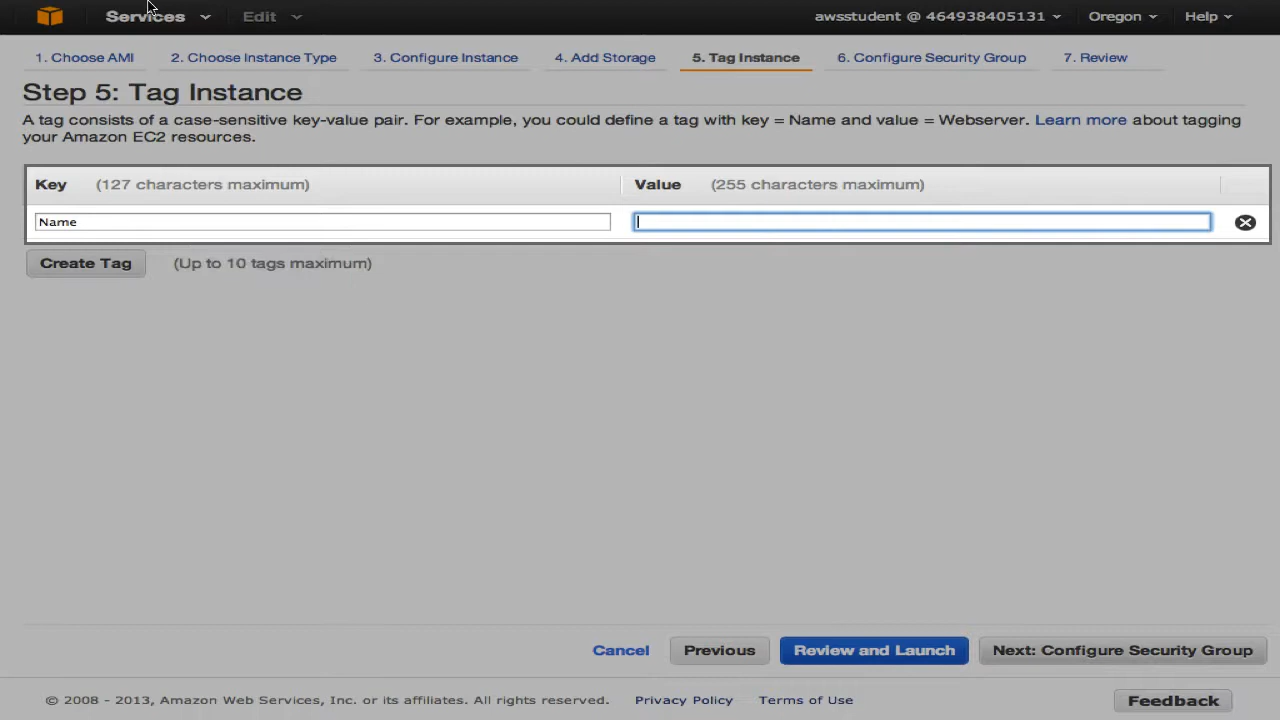 Services Edit awsstudent @ 464938405131 Oregon Help
1. Choose AMI 2. Choose Instance Type 3. Configure Instance 4. Add Storage 5. Tag Instance 6. Configure Security Group 7. Review
Step 5: Tag Instance
A tag consists of a case-sensitive key-value pair. For example, you could define a tag with key = Name and value = Webserver. Learn more about tagging
your Amazon EC2 resources.
Key (127 characters maximum) Value (255 characters maximum)
Name
Create Tag (Up to 10 tags maximum)
Cancel Previous Review and Launch Next: Configure Security Group
© 2008 - 2013, Amazon Web Services, Inc. or its affiliates. All rights reserved. Privacy Policy Terms of Use Feedback